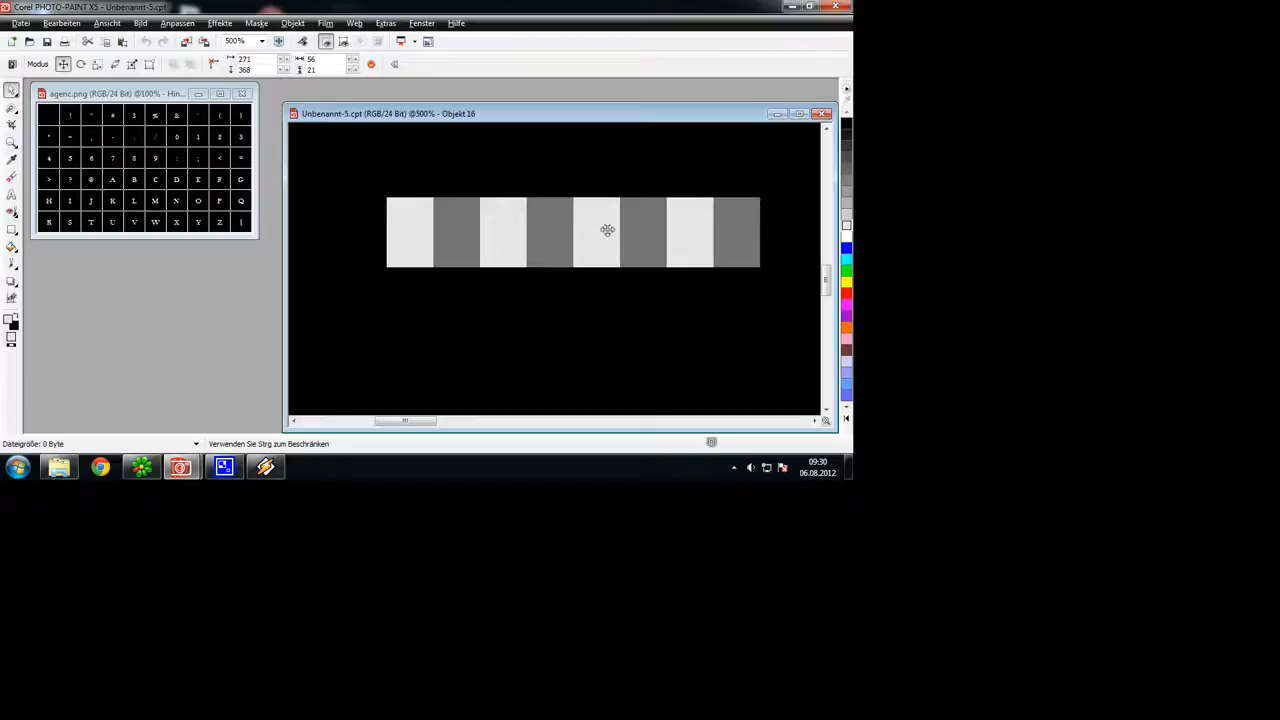 Corel PHOTO-PAINT X5 - Unbenannt-5.cpt
Datei Bearbeiten Ansicht Bild Anpassen Effekte Maske Objekt Film Web Extras Fenster Hilfe
500%
Modus 271 56
368 21
agenc.png (RGB/24 Bit) @100% - Hin...
! " # $ % & ' ( )
* + , - . / 0 1 2 3
4 5 6 7 8 9 : ; < =
> ? @ A B C D E F G
H I J K L M N O P Q
R S T U V W X Y Z [
Unbenannt-5.cpt (RGB/24 Bit) @500% - Objekt 16
Dateigröße: 0 Byte Verwenden Sie Strg zum Beschränken
09:30
06.08.2012